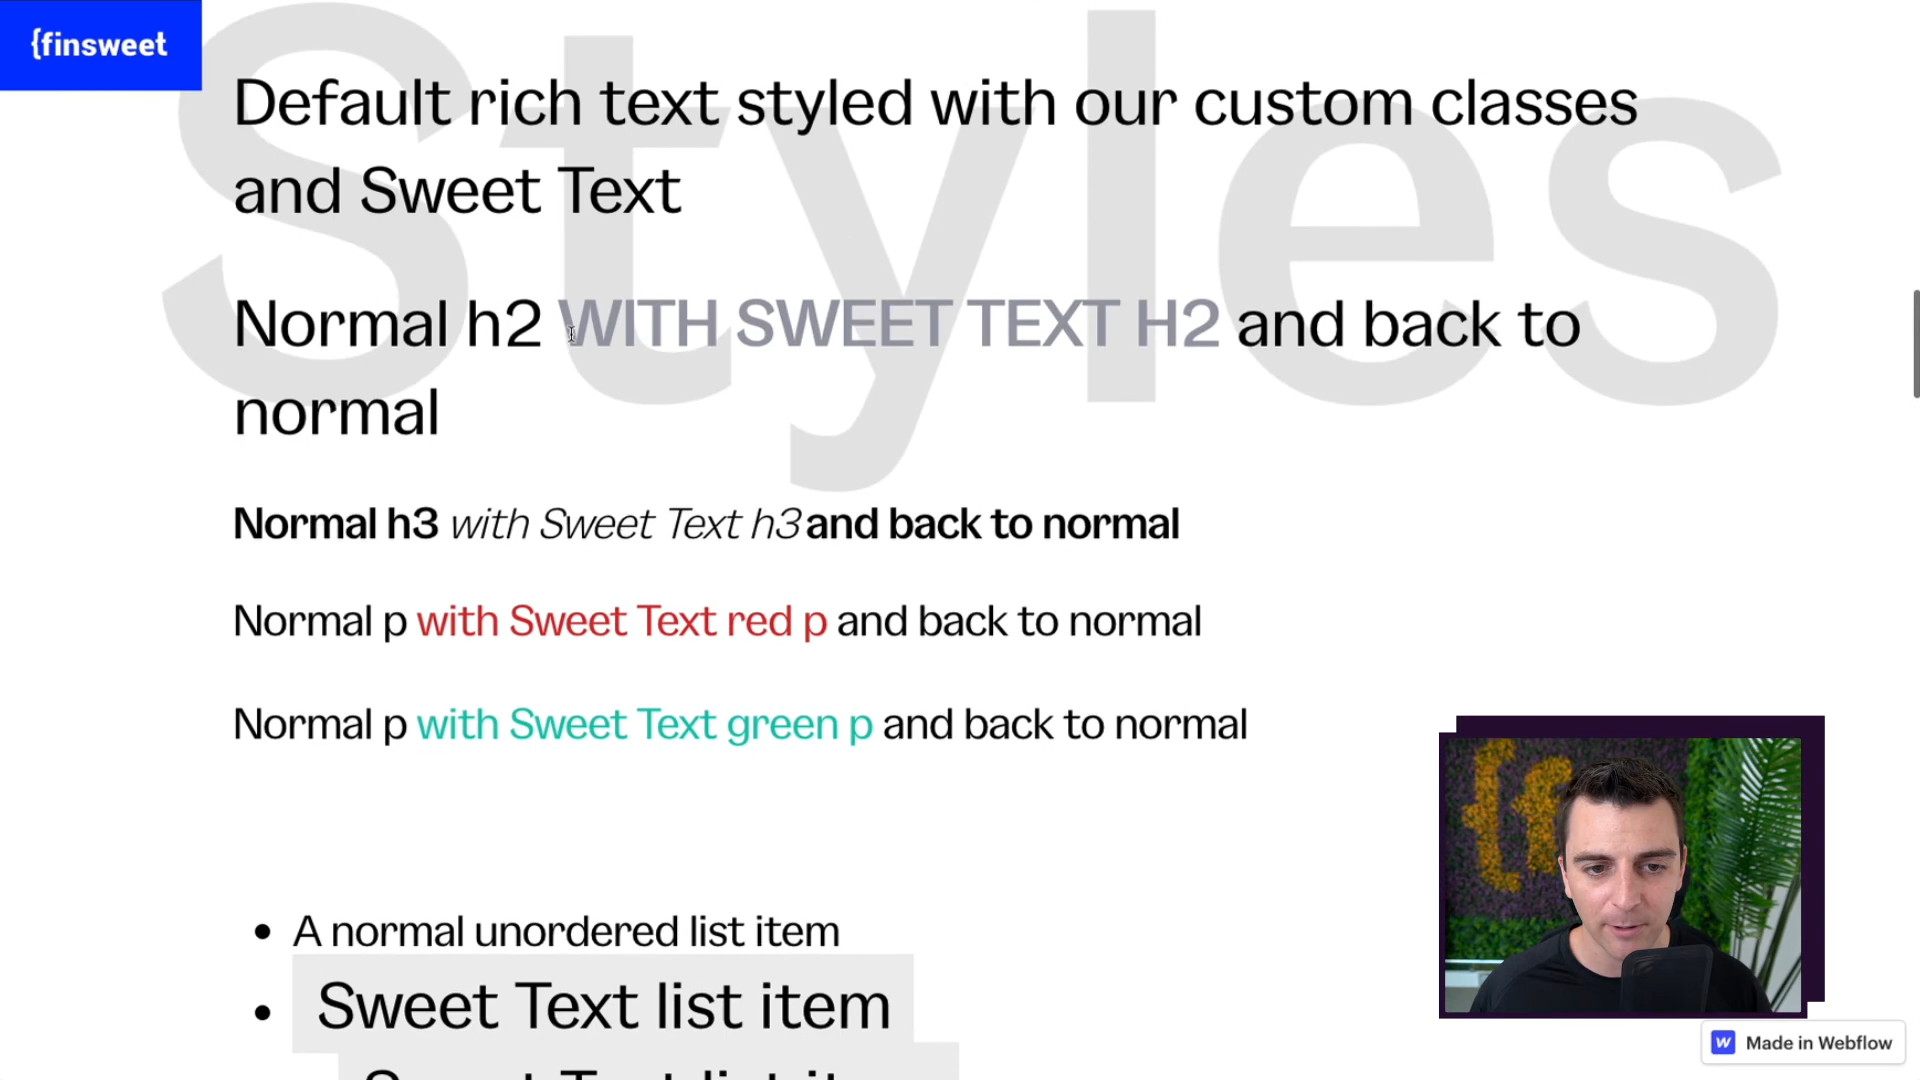 {finsweet
Styles
Default rich text styled with our custom classes
and Sweet Text
Normal h2 WITH SWEET TEXT H2 and back to
normal
Normal h3 with Sweet Text h3 and back to normal
Normal p with Sweet Text red p and back to normal
Normal p with Sweet Text green p and back to normal
• A normal unordered list item
• Sweet Text list item
Made in Webflow